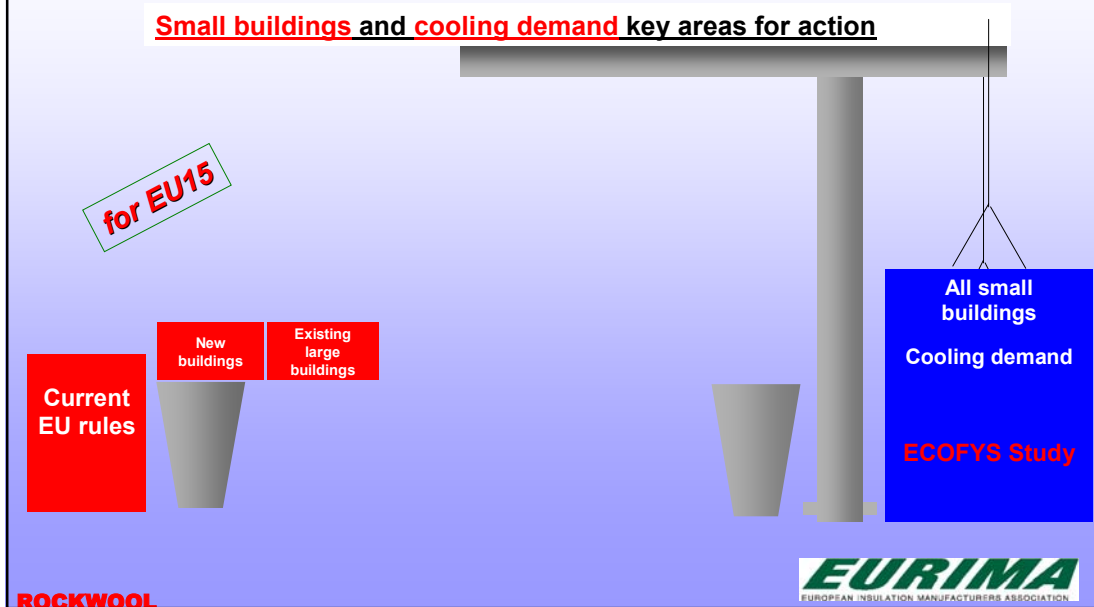 Small buildings and cooling demand key areas for action
for EU15
New
buildings
Existing
large
buildings
Current
EU rules
All small
buildings
Cooling demand
ECOFYS Study
EURIMA
EUROPEAN INSULATION MANUFACTURERS ASSOCIATION
ROCKWOOL